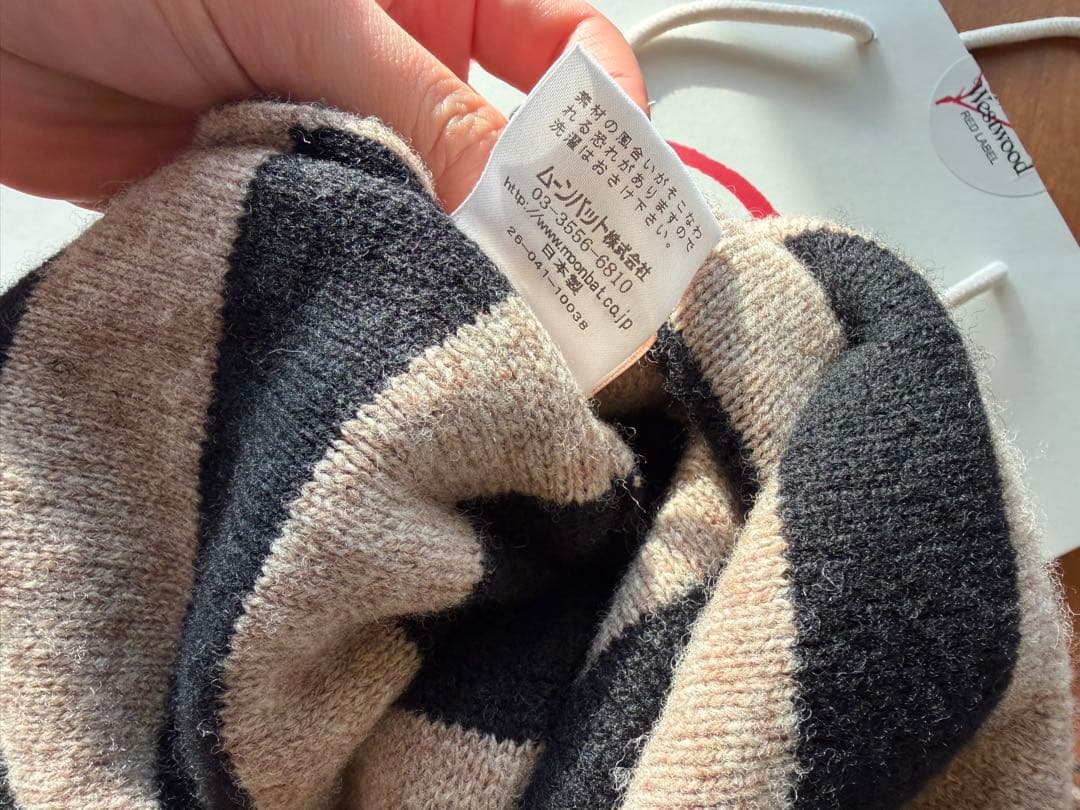 素材の風合いがそこなわ
れる恐れがありますので
洗濯はおさけ下さい。
ムーンバット株式会社
03-3556-6810
http://www.moonbat.co.jp
日本製
26-041-10038
Westwood
RED LABEL